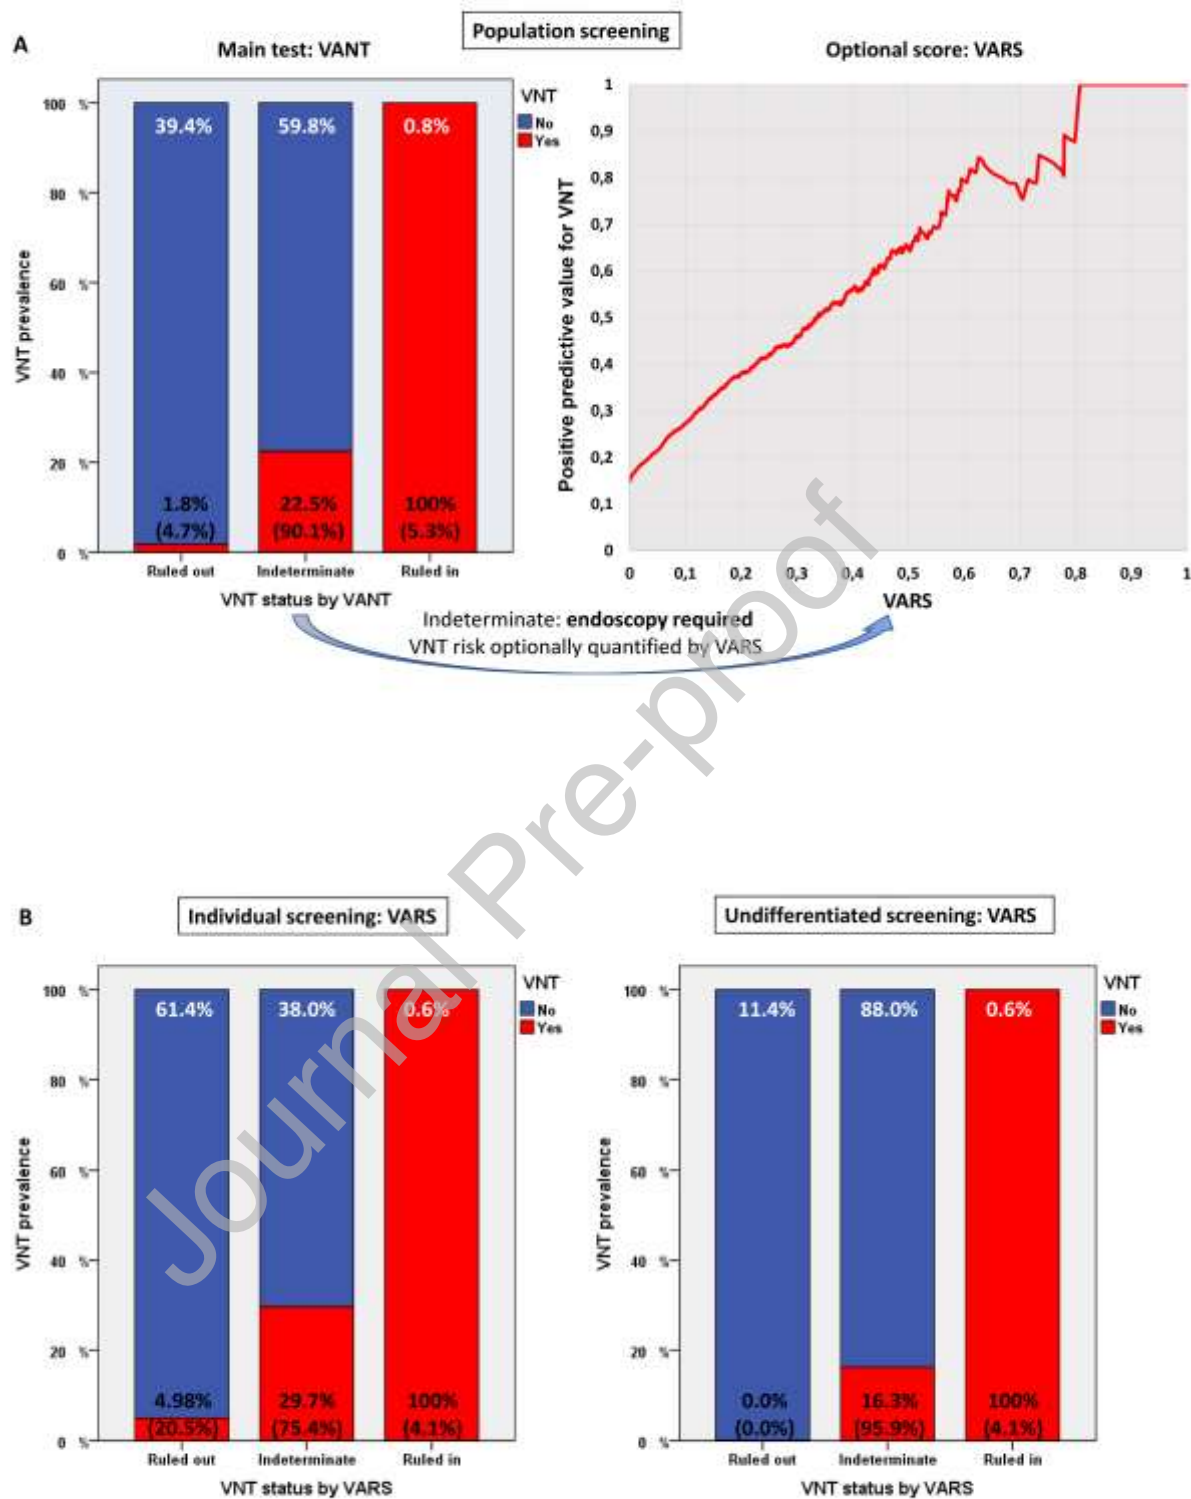 Population screening
A
Main test: VANT
Optional score: VARS
VNT
No
Yes
100 %
80 %
60 %
40 %
20 %
0 %
VNT prevalence
39.4%
59.8%
0.8%
1.8%
(4.7%)
22.5%
(90.1%)
100%
(5.3%)
Ruled out
Indeterminate
Ruled in
VNT status by VANT
Positive predictive value for VNT
1
0,9
0,8
0,7
0,6
0,5
0,4
0,3
0,2
0,1
0
0 0,1 0,2 0,3 0,4 0,5 0,6 0,7 0,8 0,9 1
VARS
Indeterminate: endoscopy required
VNT risk optionally quantified by VARS
Journal Pre-proof
B
Individual screening: VARS
VNT
No
Yes
100 %
80 %
60 %
40 %
20 %
0 %
VNT prevalence
61.4%
38.0%
0.6%
4.98%
(20.5%)
29.7%
(75.4%)
100%
(4.1%)
Ruled out
Indeterminate
Ruled in
VNT status by VARS
Undifferentiated screening: VARS
VNT
No
Yes
100 %
80 %
60 %
40 %
20 %
0 %
VNT prevalence
11.4%
88.0%
0.6%
0.0%
(0.0%)
16.3%
(95.9%)
100%
(4.1%)
Ruled out
Indeterminate
Ruled in
VNT status by VARS